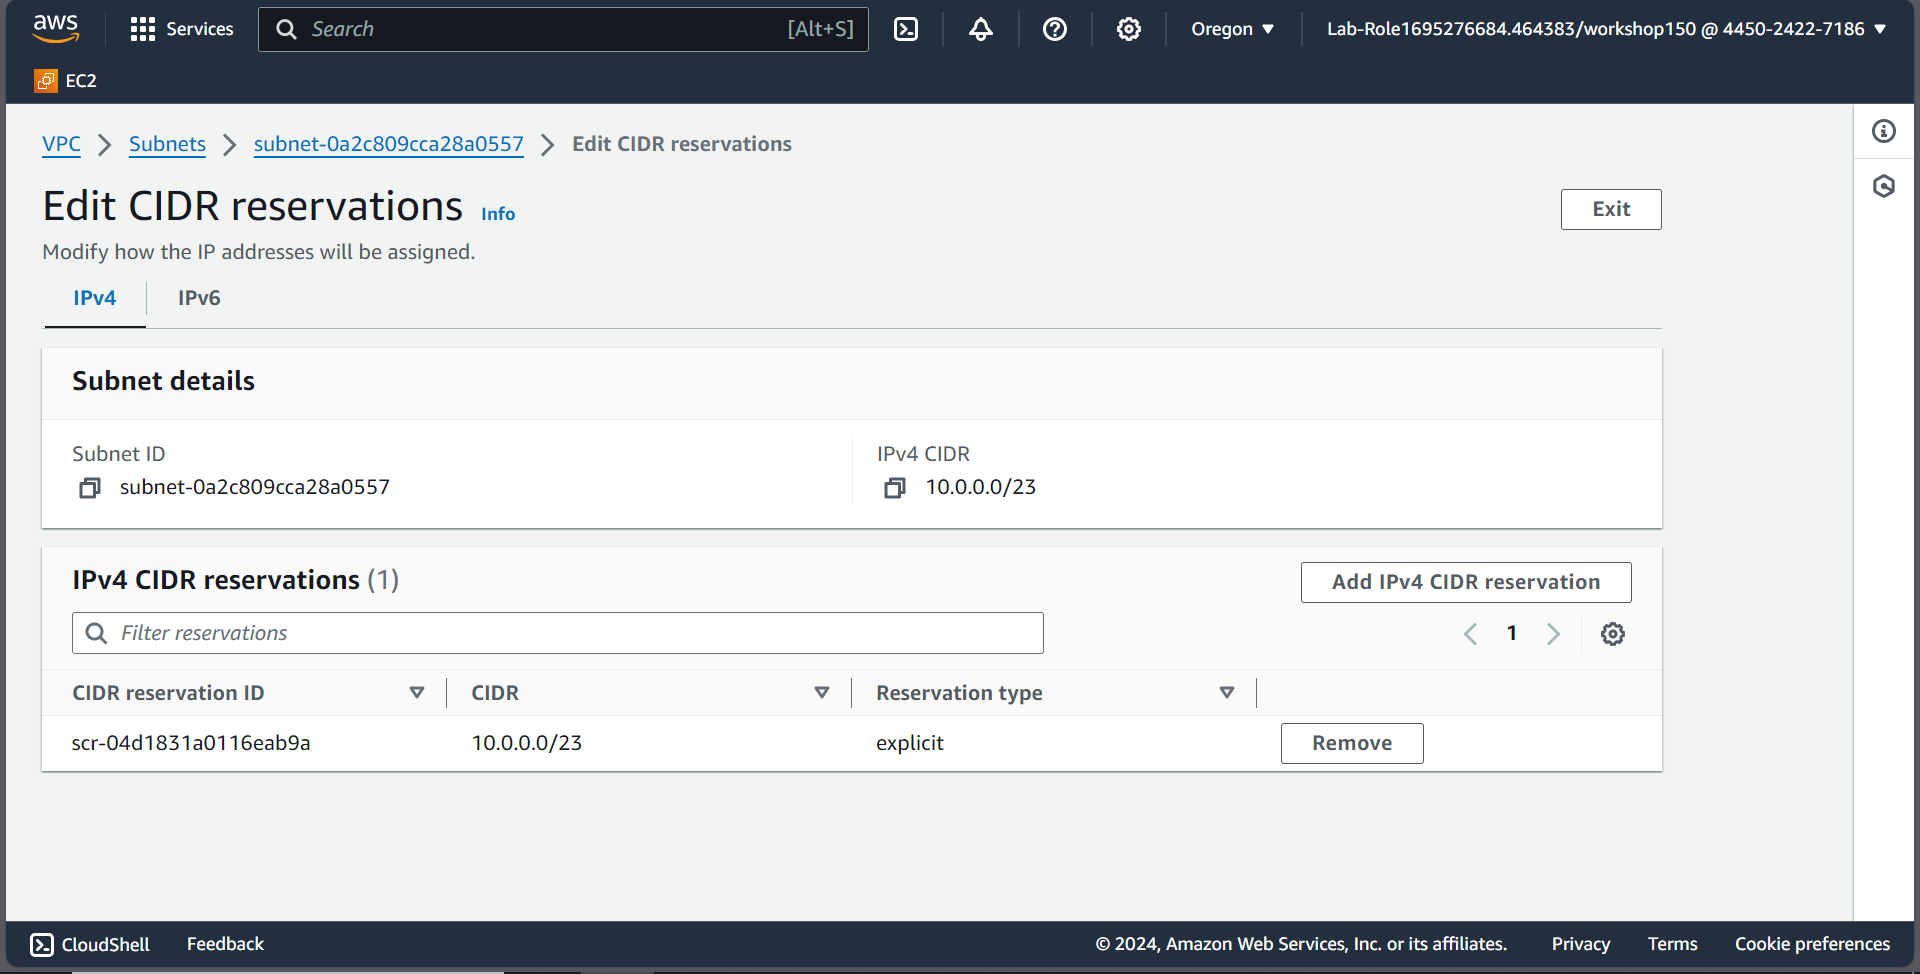 aws
Services
Search [Alt+S]
Oregon
Lab-Role1695276684.464383/workshop150 @ 4450-2422-7186
EC2
VPC
Subnets
subnet-0a2c809cca28a0557
Edit CIDR reservations
Edit CIDR reservations Info
Exit
Modify how the IP addresses will be assigned.
IPv4
IPv6
Subnet details
Subnet ID
subnet-0a2c809cca28a0557
IPv4 CIDR
10.0.0.0/23
IPv4 CIDR reservations (1)
Add IPv4 CIDR reservation
Filter reservations
1
CIDR reservation ID
CIDR
Reservation type
scr-04d1831a0116eab9a
10.0.0.0/23
explicit
Remove
CloudShell
Feedback
© 2024, Amazon Web Services, Inc. or its affiliates.
Privacy
Terms
Cookie preferences